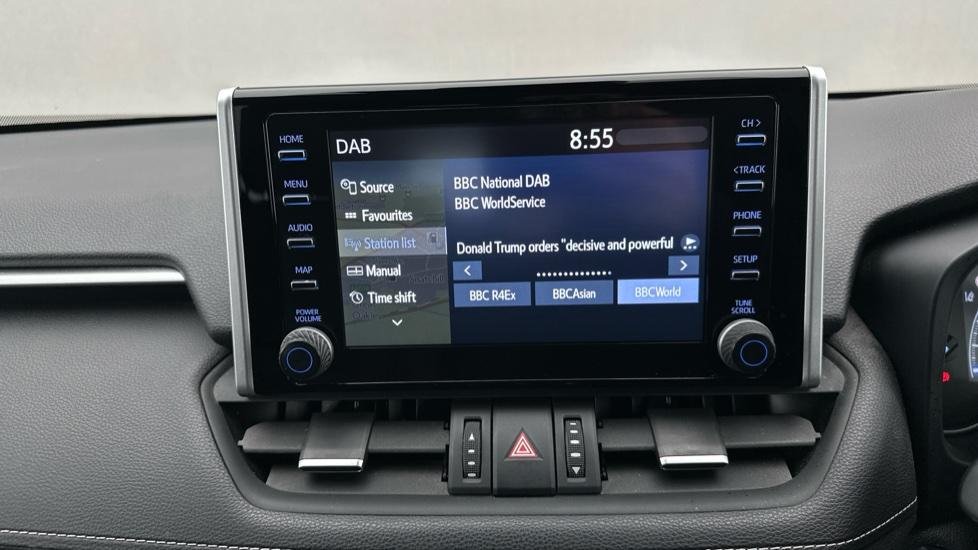 HOME
MENU
AUDIO
MAP
POWER
VOLUME
DAB
8:55
Source
Favourites
Station list
Manual
Time shift
BBC National DAB
BBC WorldService
Donald Trump orders "decisive and powerful
BBC R4Ex
BBCAsian
BBCWorld
CH >
< TRACK
PHONE
SETUP
TUNE
SCROLL